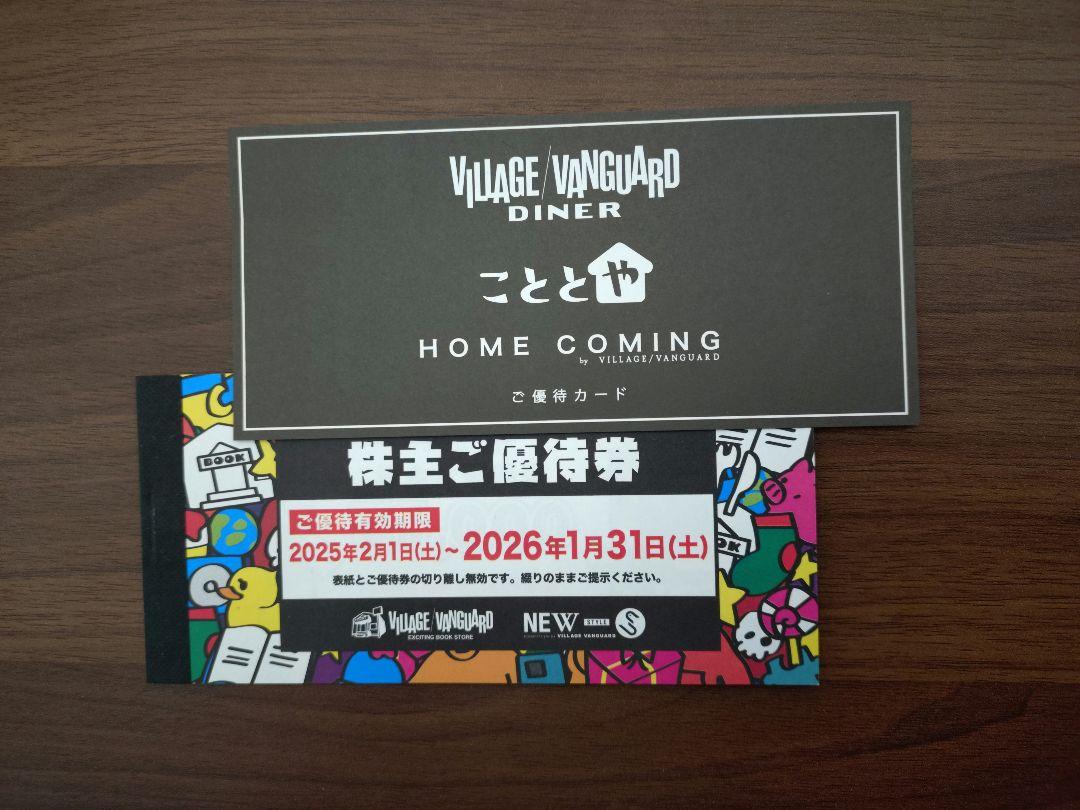 VILLAGE/VANGUARD
DINER
こととや
HOME COMING
by VILLAGE/VANGUARD
ご優待カード
株主ご優待券
ご優待有効期限
2025年2月1日(土)~2026年1月31日(土)
表紙とご優待券の切り離し無効です。綴りのままご提示ください。
VILLAGE/VANGUARD
EXCITING BOOK STORE
NEW STYLE
VILLAGE VANGUARD
BOOK
OK